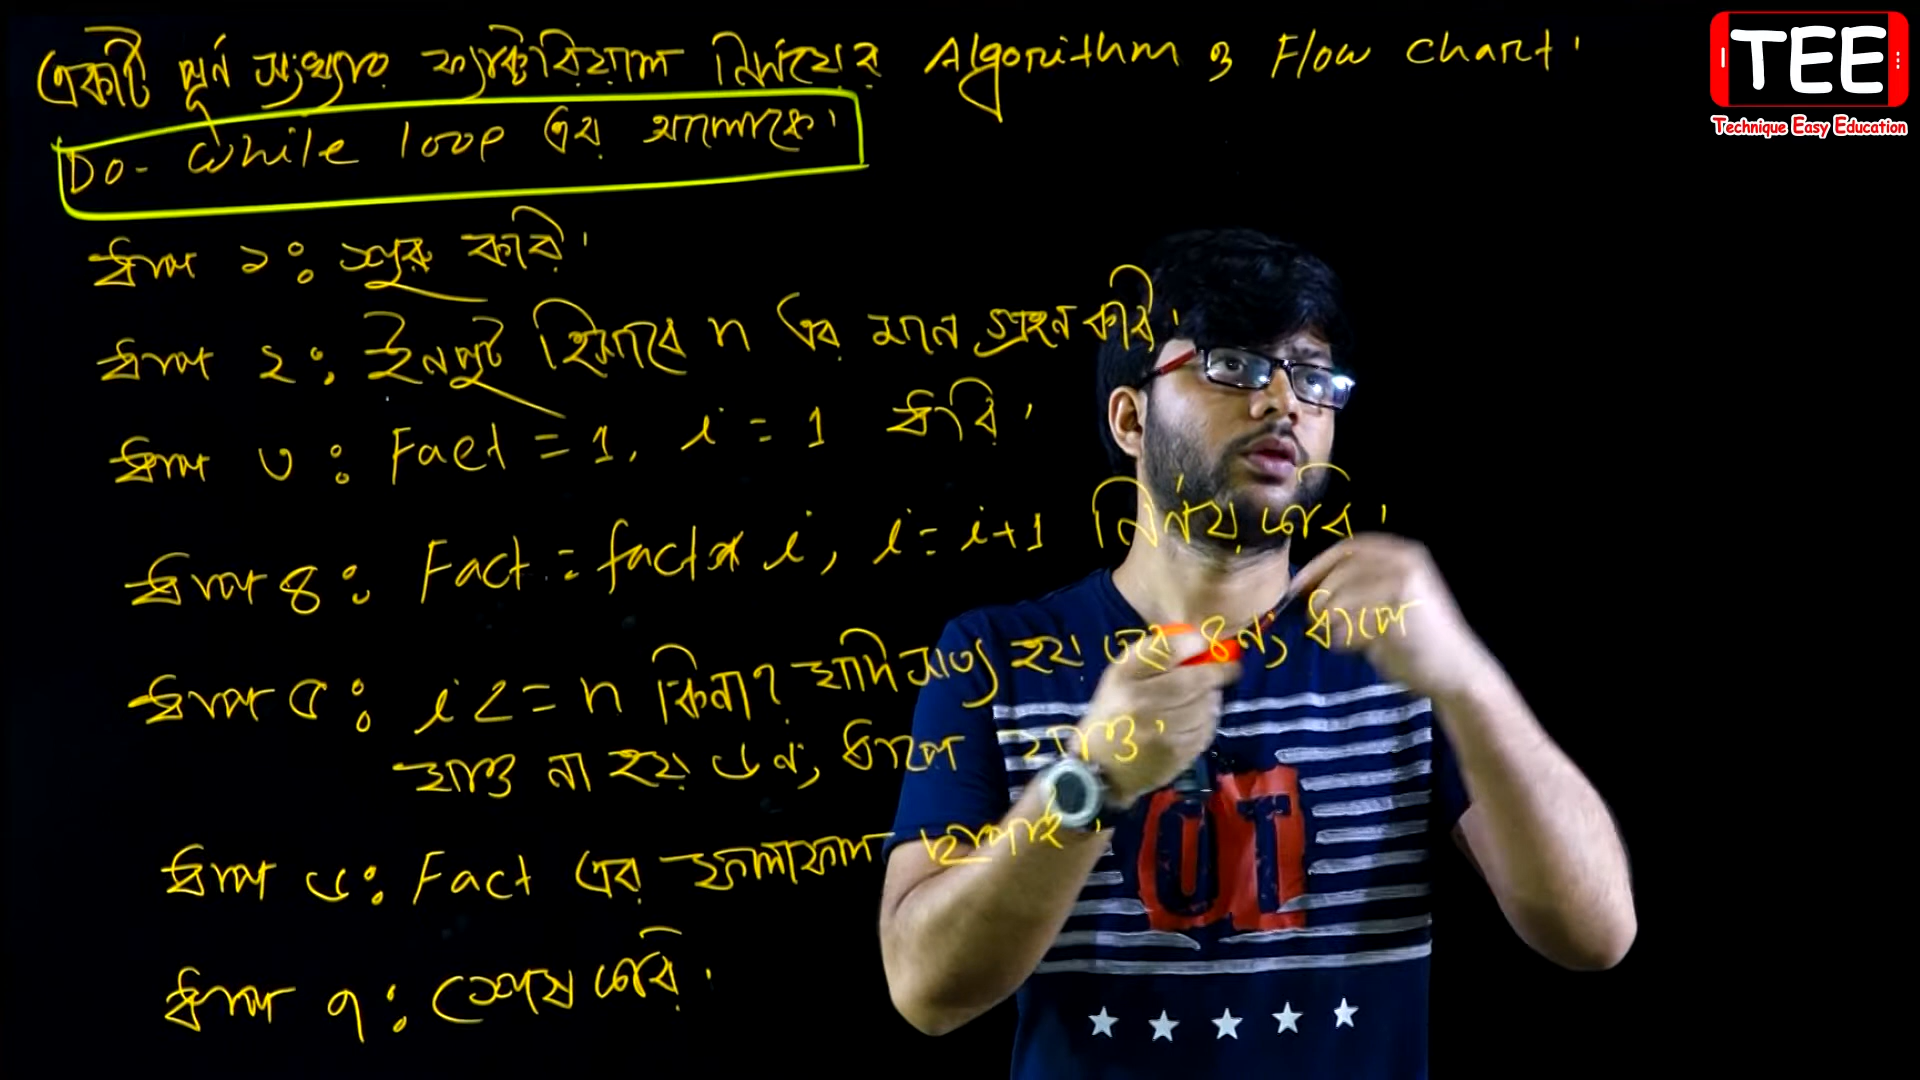 একটি পূর্ন সংখ্যার ফ্যাক্টেরিয়াল নির্ণয়ের Algorithm ও Flow chart।
Do-While loop এর আলোকে।
ধাপ ১ঃ শুরু করি।
ধাপ ২ঃ ইনপুট হিসাবে n এর মান গ্রহন করি।
ধাপ ৩ঃ Fact = 1, i = 1 ধরি।
ধাপ ৪ঃ Fact = fact * i, i = i+1 নির্ণয় করি।
ধাপ ৫ঃ i <= n কিনা? যদি সত্য হয় তবে ৪নং ধাপে
যাও না হয় ৬নং ধাপে যাও।
ধাপ ৬ঃ Fact এর ফলাফল ছাপাই।
ধাপ ৭ঃ শেষ করি।
TEE
Technique Easy Education
OT